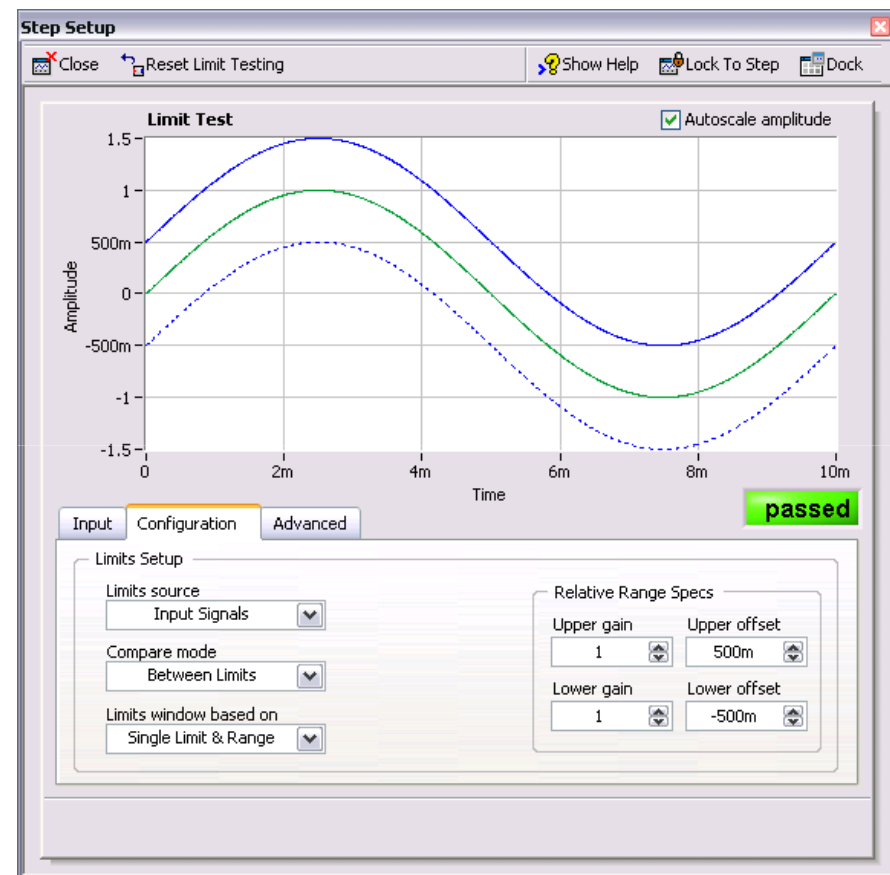 Step Setup
Close Reset Limit Testing Show Help Lock To Step Dock
Limit Test Autoscale amplitude
1.5
1
500m
0
-500m
-1
-1.5
Amplitude
0 2m 4m 6m 8m 10m
Time
passed
Input Configuration Advanced
Limits Setup
Limits source
Input Signals
Compare mode
Between Limits
Limits window based on
Single Limit & Range
Relative Range Specs
Upper gain Upper offset
1 500m
Lower gain Lower offset
1 -500m